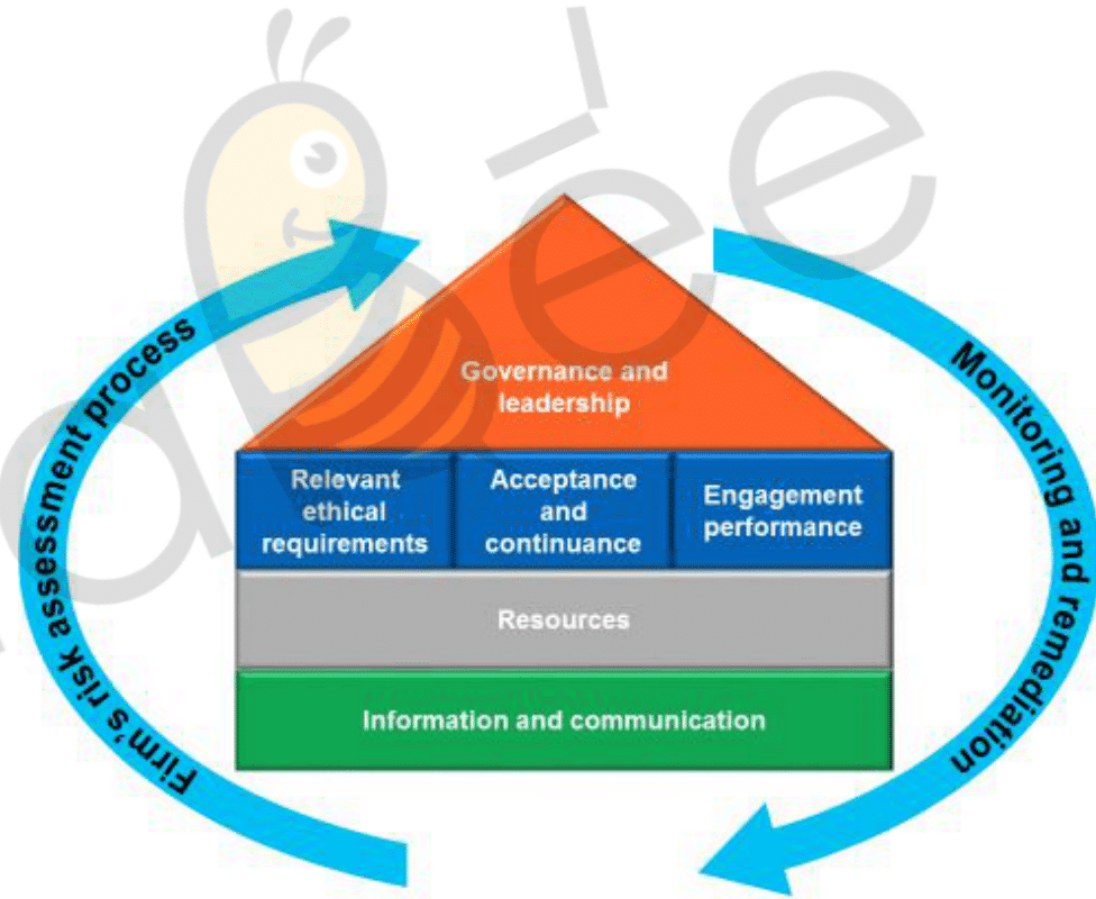 Governance and
leadership
Relevant
ethical
requirements
Acceptance
and
continuance
Engagement
performance
Resources
Information and communication
Firm's risk assessment process
Monitoring and remediation